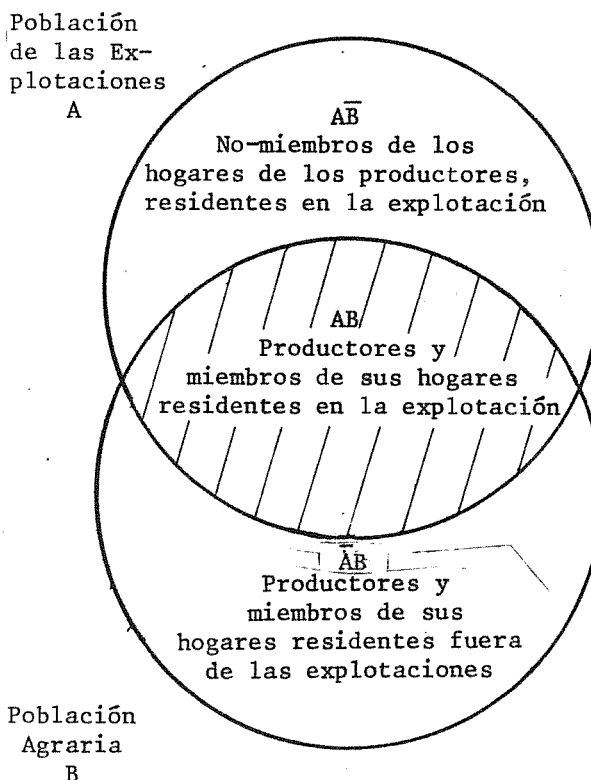 Población
de las Ex-
plotaciones
A
AB̅
No-miembros de los
hogares de los productores,
residentes en la explotación
AB
Productores y
miembros de sus hogares
residentes en la explotación
A̅B
Productores y
miembros de sus
hogares residentes fuera
de las explotaciones
Población
Agraria
B